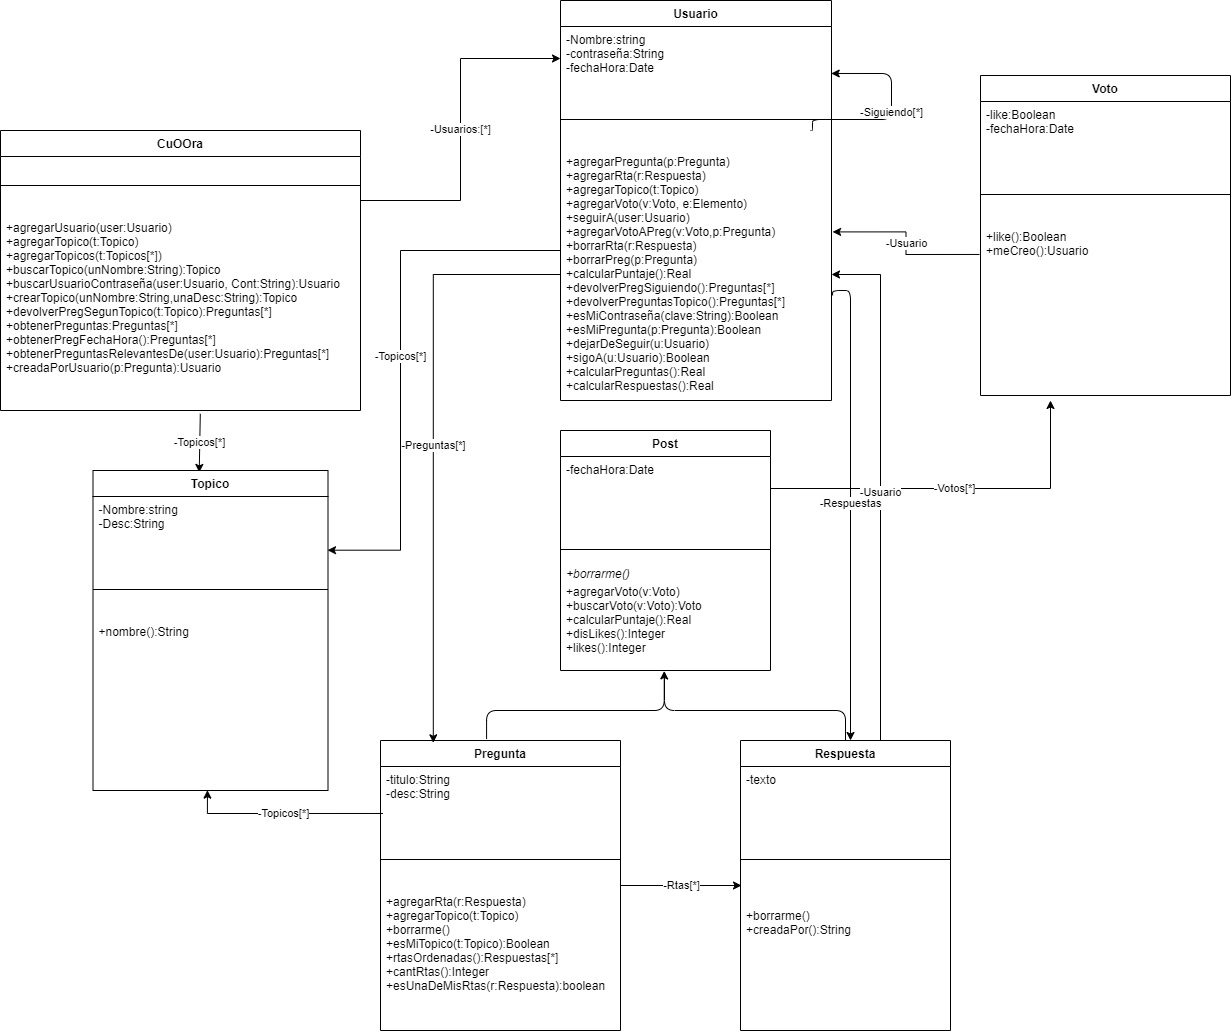 Usuario
-Nombre:string
-contraseña:String
-fechaHora:Date
+agregarPregunta(p:Pregunta)
+agregarRta(r:Respuesta)
+agregarTopico(t:Topico)
+agregarVoto(v:Voto, e:Elemento)
+seguirA(user:Usuario)
+agregarVotoAPreg(v:Voto,p:Pregunta)
+borrarRta(r:Respuesta)
+borrarPreg(p:Pregunta)
+calcularPuntaje():Real
+devolverPregSiguiendo():Preguntas[*]
+devolverPreguntasTopico():Preguntas[*]
+esMiContraseña(clave:String):Boolean
+esMiPregunta(p:Pregunta):Boolean
+dejarDeSeguir(u:Usuario)
+sigoA(u:Usuario):Boolean
+calcularPreguntas():Real
+calcularRespuestas():Real
-Siguiendo[*]
Voto
-like:Boolean
-fechaHora:Date
+like():Boolean
+meCreo():Usuario
-Usuario
-Usuarios:[*]
CuOOra
+agregarUsuario(user:Usuario)
+agregarTopico(t:Topico)
+agregarTopicos(t:Topicos[*])
+buscarTopico(unNombre:String):Topico
+buscarUsuarioContraseña(user:Usuario, Cont:String):Usuario
+crearTopico(unNombre:String,unaDesc:String):Topico
+devolverPregSegunTopico(t:Topico):Preguntas[*]
+obtenerPreguntas:Preguntas[*]
+obtenerPregFechaHora():Preguntas[*]
+obtenerPreguntasRelevantesDe(user:Usuario):Preguntas[*]
+creadaPorUsuario(p:Pregunta):Usuario
-Topicos[*]
-Topicos[*]
-Preguntas[*]
Topico
-Nombre:string
-Desc:String
+nombre():String
Post
-fechaHora:Date
+borrarme()
+agregarVoto(v:Voto)
+buscarVoto(v:Voto):Voto
+calcularPuntaje():Real
+disLikes():Integer
+likes():Integer
-Usuario
-Respuestas
-Votos[*]
Pregunta
-titulo:String
-desc:String
+agregarRta(r:Respuesta)
+agregarTopico(t:Topico)
+borrarme()
+esMiTopico(t:Topico):Boolean
+rtasOrdenadas():Respuestas[*]
+cantRtas():Integer
+esUnaDeMisRtas(r:Respuesta):boolean
-Topicos[*]
-Rtas[*]
Respuesta
-texto
+borrarme()
+creadaPor():String